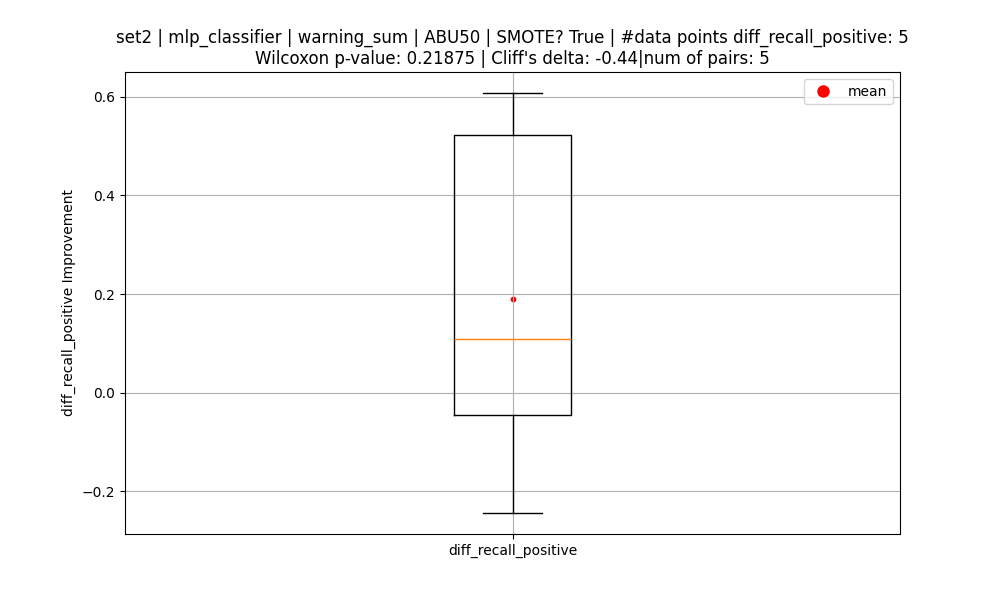 set2 | mlp_classifier | warning_sum | ABU50 | SMOTE? True | #data points diff_recall_positive: 5
Wilcoxon p-value: 0.21875 | Cliff's delta: -0.44|num of pairs: 5
mean
0.6
0.4
0.2
0.0
−0.2
diff_recall_positive Improvement
diff_recall_positive